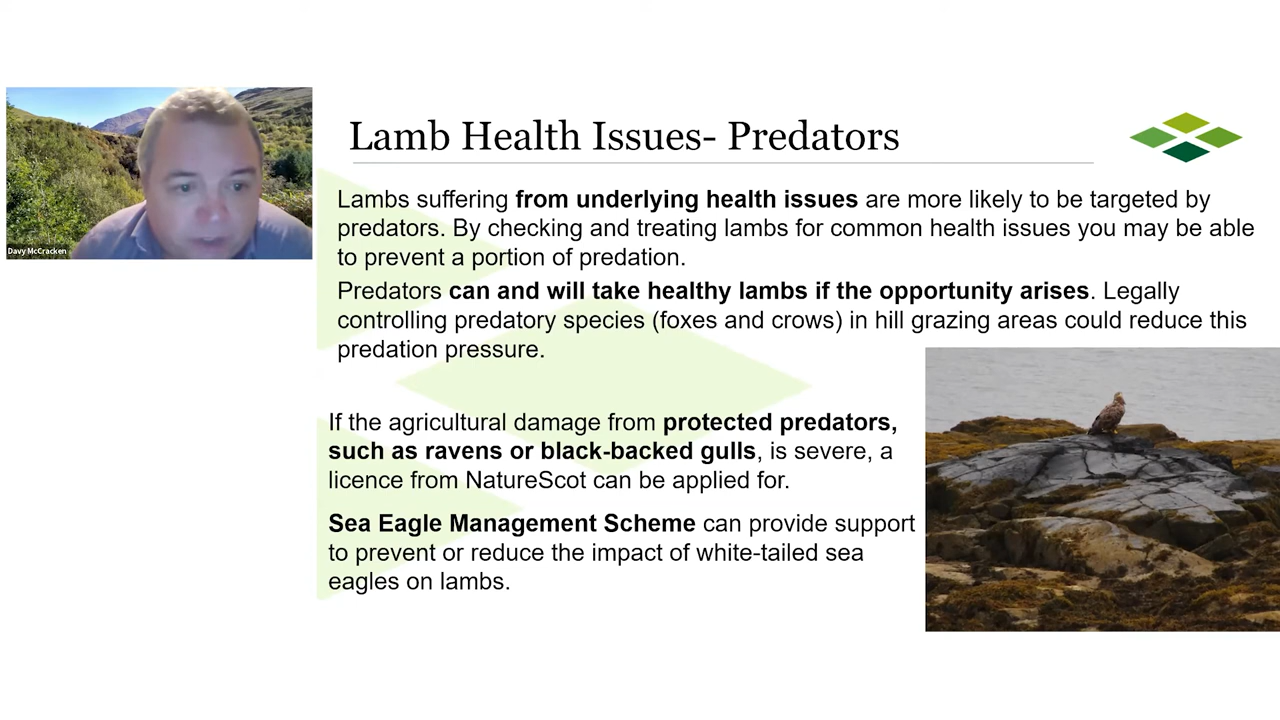 Lamb Health Issues- Predators
Davy McCracken
Lambs suffering from underlying health issues are more likely to be targeted by
predators. By checking and treating lambs for common health issues you may be able
to prevent a portion of predation.
Predators can and will take healthy lambs if the opportunity arises. Legally
controlling predatory species (foxes and crows) in hill grazing areas could reduce this
predation pressure.
If the agricultural damage from protected predators,
such as ravens or black-backed gulls, is severe, a
licence from NatureScot can be applied for.
Sea Eagle Management Scheme can provide support
to prevent or reduce the impact of white-tailed sea
eagles on lambs.